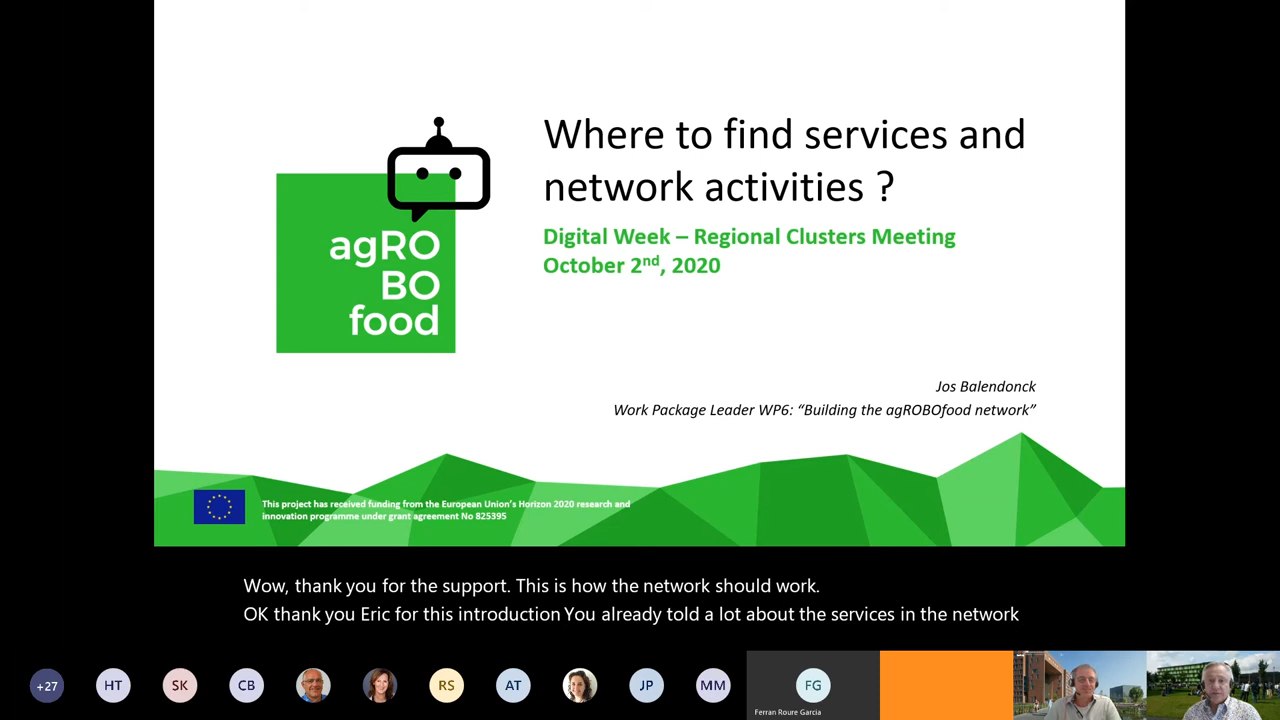 Where to find services and
network activities ?
Digital Week – Regional Clusters Meeting
October 2nd, 2020
agRO
BO
food
Jos Balendonck
Work Package Leader WP6: “Building the agROBOfood network”
This project has received funding from the European Union’s Horizon 2020 research and
innovation programme under grant agreement No 825395
Wow, thank you for the support. This is how the network should work.
OK thank you Eric for this introduction You already told a lot about the services in the network
+27 HT SK CB RS AT JP MM FG
Ferran Roure Garcia